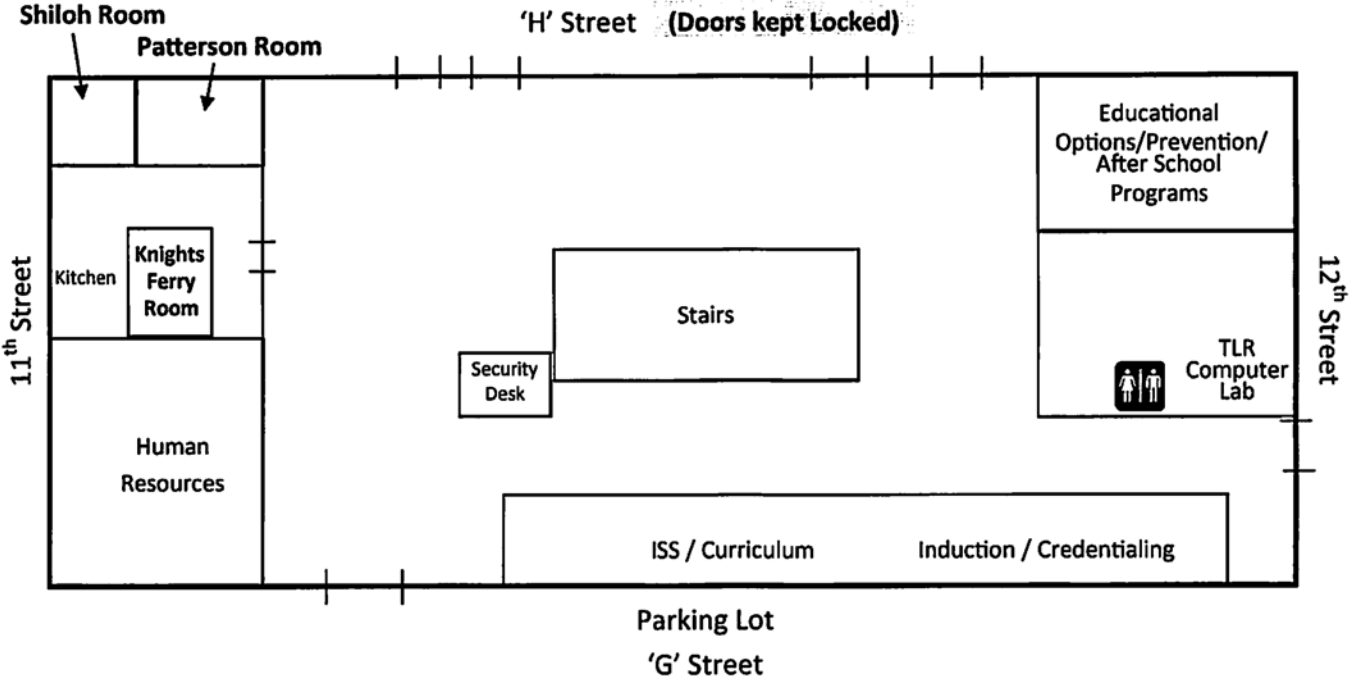 Shiloh Room
'H' Street (Doors kept Locked)
Patterson Room
Educational
Options/Prevention/
After School
Programs
11th Street
Kitchen
Knights
Ferry
Room
Stairs
12th Street
Security
Desk
TLR
Computer
Lab
Human
Resources
ISS / Curriculum
Induction / Credentialing
Parking Lot
'G' Street